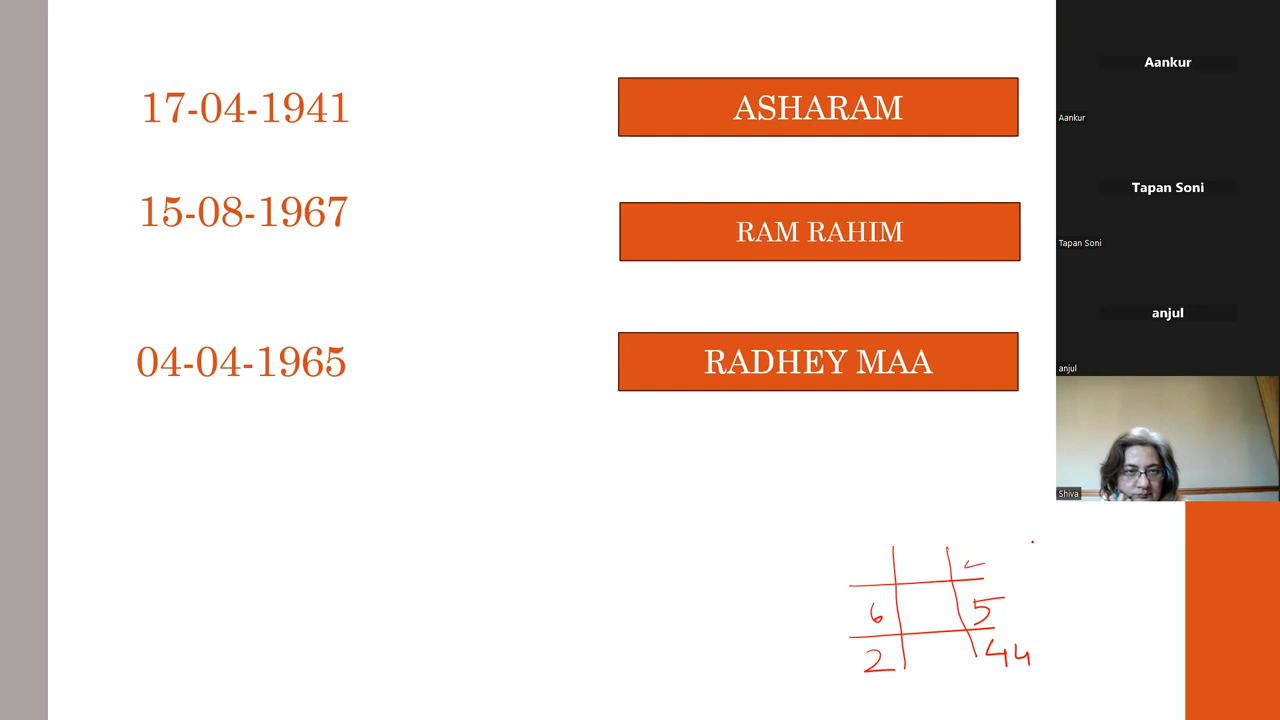 17-04-1941
ASHARAM
15-08-1967
RAM RAHIM
04-04-1965
RADHEY MAA
6 5
2 44
Aankur
Aankur
Tapan Soni
Tapan Soni
anjul
anjul
Shiva